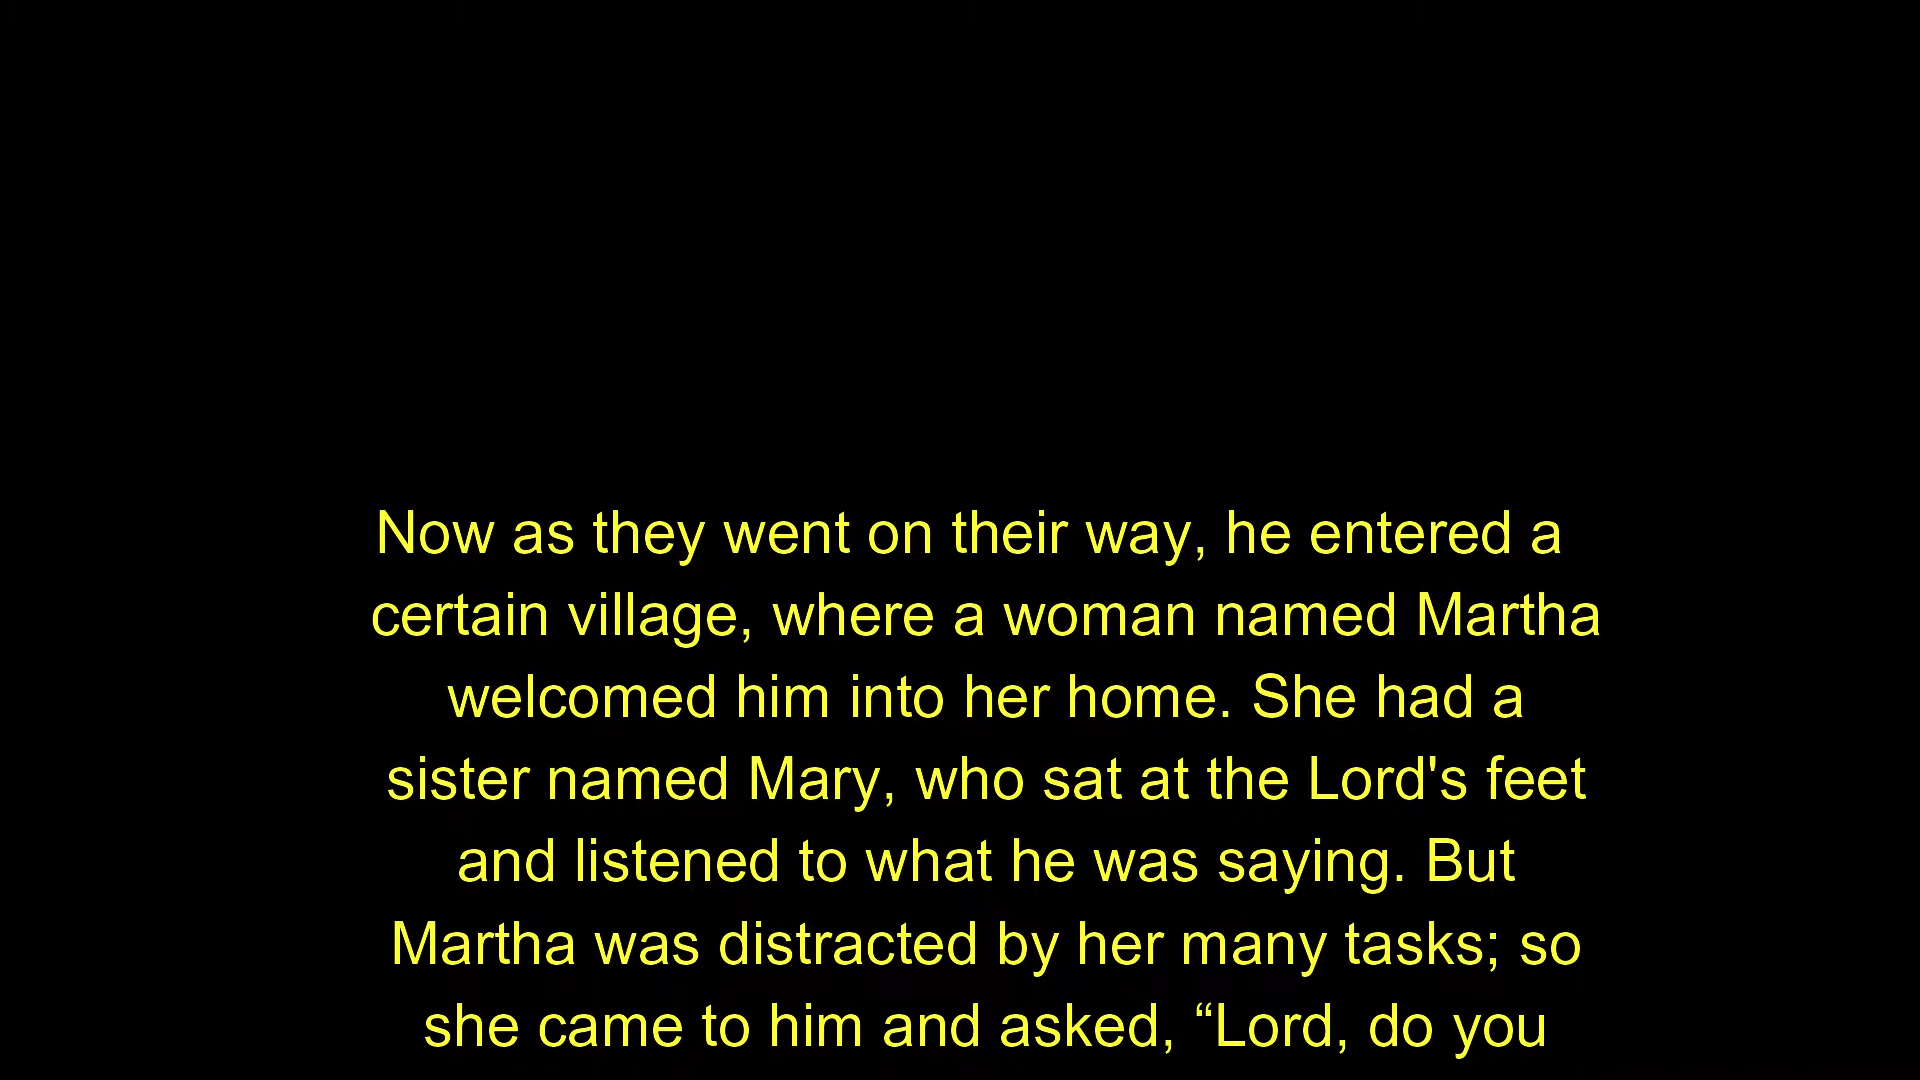 Now as they went on their way, he entered a
certain village, where a woman named Martha
welcomed him into her home. She had a
sister named Mary, who sat at the Lord's feet
and listened to what he was saying. But
Martha was distracted by her many tasks; so
she came to him and asked, “Lord, do you